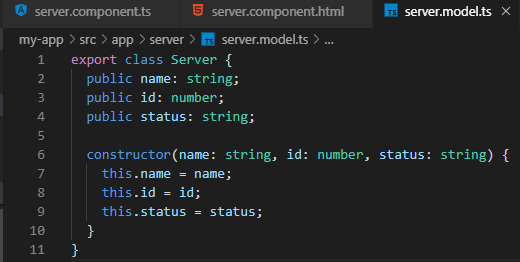 server.component.ts server.component.html TS server.model.ts ×
my-app > src > app > server > TS server.model.ts > ...
1 export class Server {
2   public name: string;
3   public id: number;
4   public status: string;
5
6   constructor(name: string, id: number, status: string) {
7     this.name = name;
8     this.id = id;
9     this.status = status;
10   }
11 }